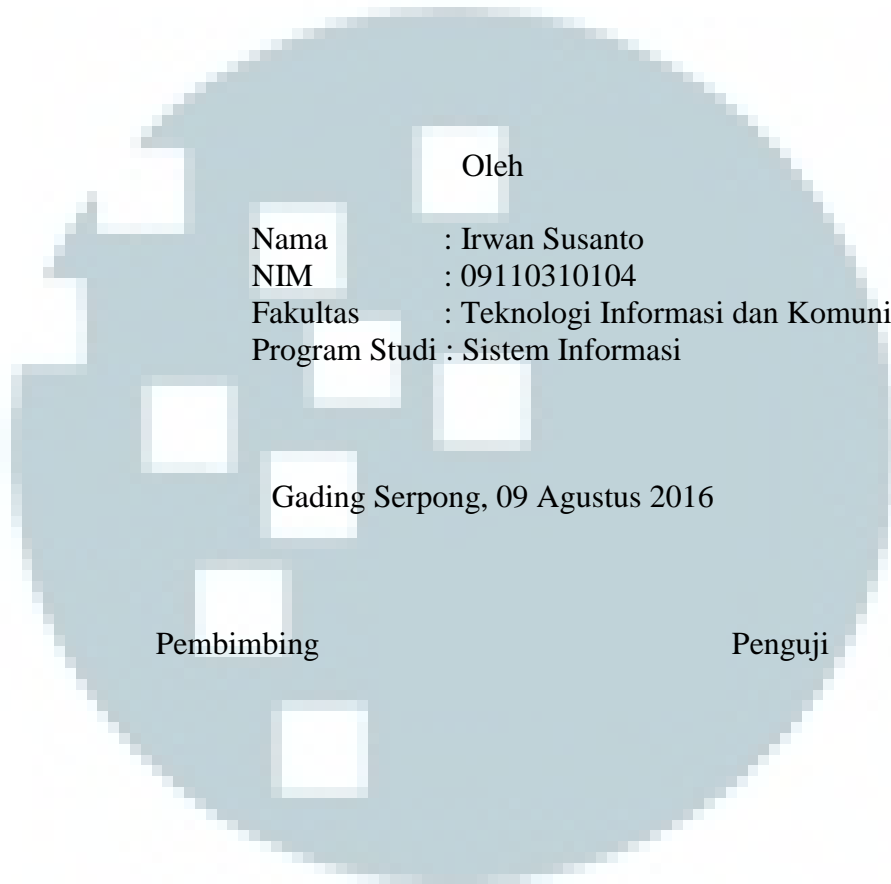 Oleh
Nama : Irwan Susanto
NIM : 09110310104
Fakultas : Teknologi Informasi dan Komuni
Program Studi : Sistem Informasi
Gading Serpong, 09 Agustus 2016
Pembimbing Penguji